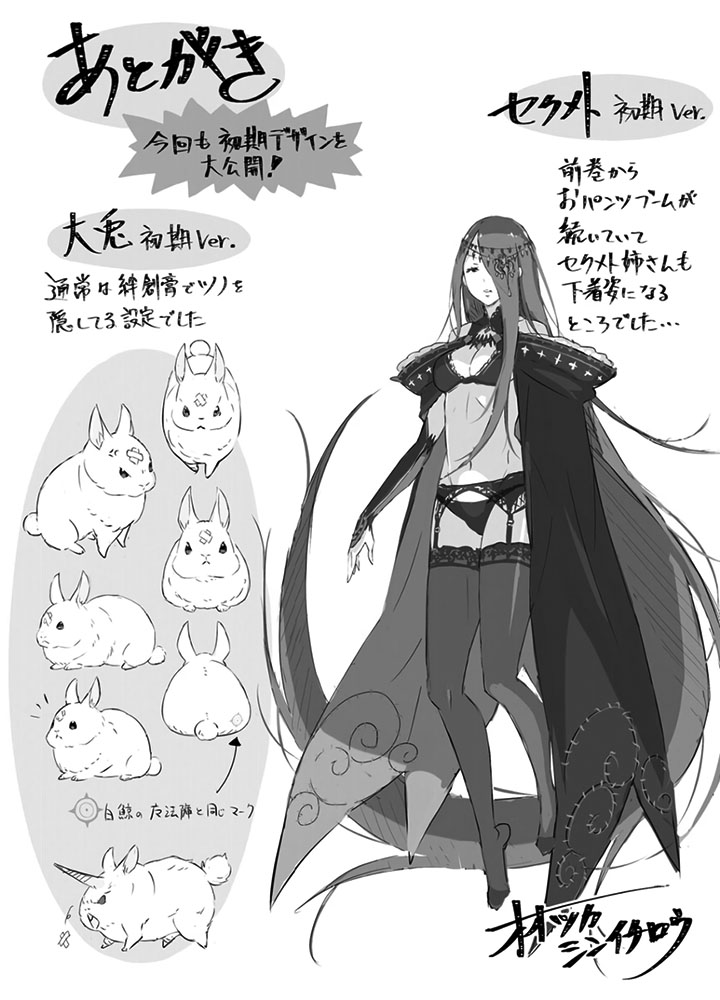 あとがき
今回も初期デザインを
大公開!
大兎 初期Ver.
通常は絆創膏でツノを
隠してる設定でした
白鯨の魔法陣と同じマーク
セクメト 初期Ver.
前巻から
おパンツブームが
続いていて
セクメト姉さんも
下着姿になる
ところでした…
オオツカ
シンイチロウ